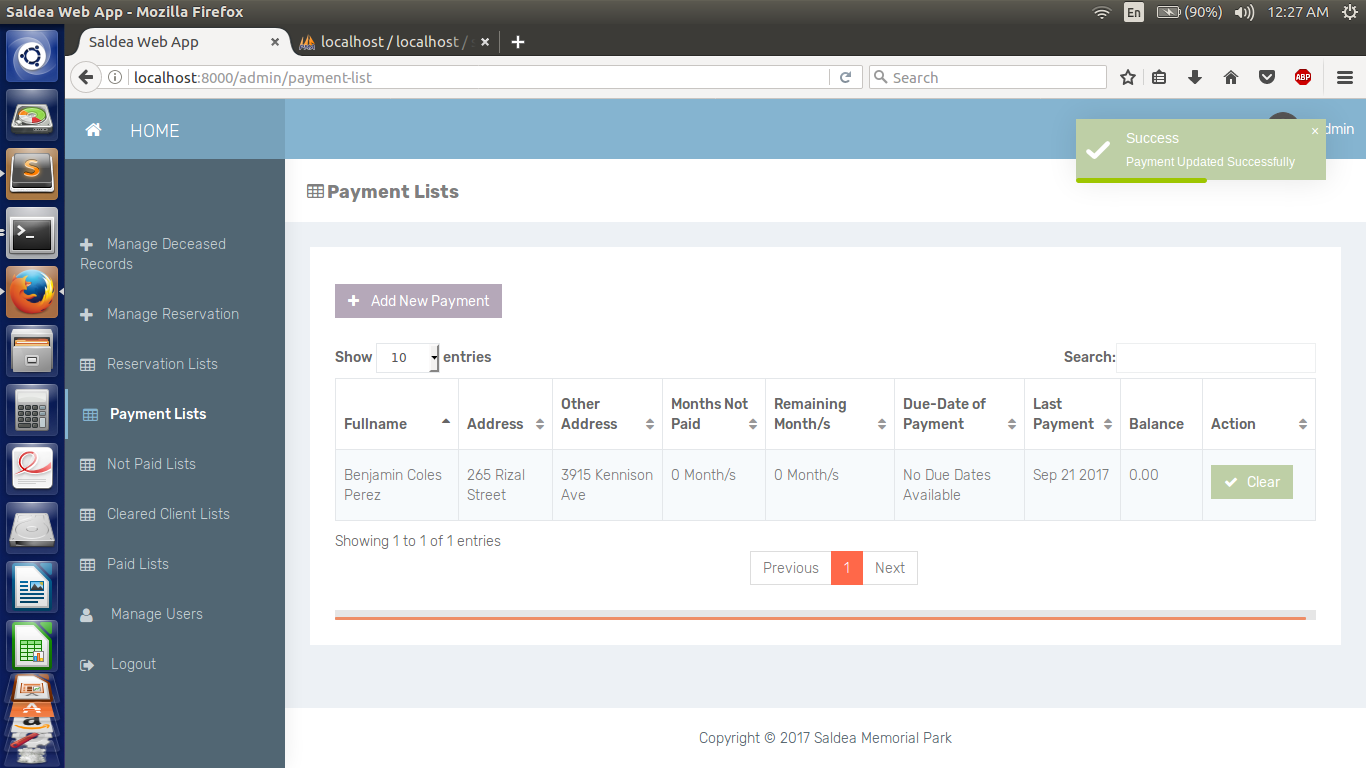 Saldea Web App - Mozilla Firefox
En
(90%)
12:27 AM
Saldea Web App
localhost / localhost /
localhost:8000/admin/payment-list
Search
ABP
HOME
dmin
Success
×
Payment Updated Successfully
Payment Lists
Manage Deceased
Records
Manage Reservation
Reservation Lists
Payment Lists
Not Paid Lists
Cleared Client Lists
Paid Lists
Manage Users
Logout
Add New Payment
Show 10 entries
Search:
Fullname
Address
Other
Address
Months Not
Paid
Remaining
Month/s
Due-Date of
Payment
Last
Payment
Balance
Action
Benjamin Coles
Perez
265 Rizal
Street
3915 Kennison
Ave
0 Month/s
0 Month/s
No Due Dates
Available
Sep 21 2017
0.00
Clear
Showing 1 to 1 of 1 entries
Previous 1 Next
Copyright © 2017 Saldea Memorial Park